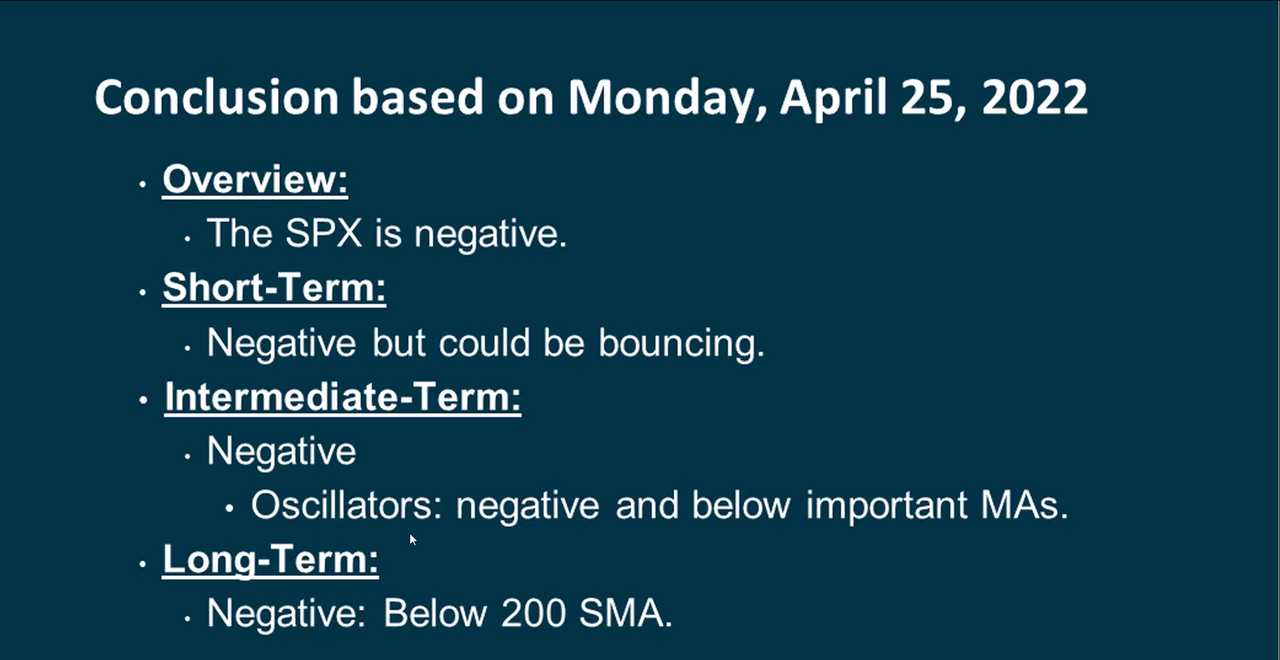 Conclusion based on Monday, April 25, 2022
• Overview:
• The SPX is negative.
• Short-Term:
• Negative but could be bouncing.
• Intermediate-Term:
• Negative
• Oscillators: negative and below important MAs.
• Long-Term:
• Negative: Below 200 SMA.